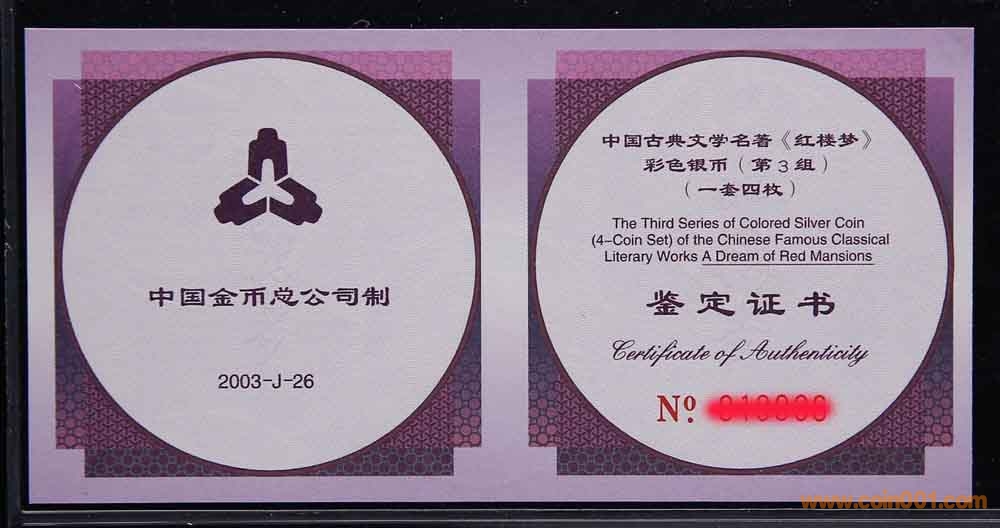 中国金币总公司制
2003-J-26
中国古典文学名著《红楼梦》
彩色银币（第3组）
（一套四枚）
The Third Series of Colored Silver Coin
(4-Coin Set) of the Chinese Famous Classical
Literary Works A Dream of Red Mansions
鉴定证书
Certificate of Authenticity
Nº
www.coin001.com